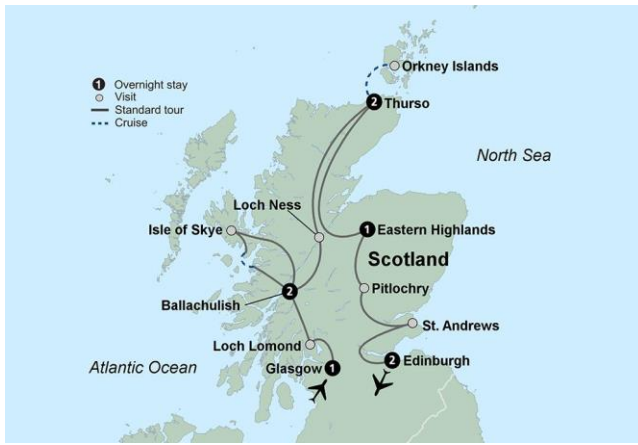 Orkney Islands
1 Overnight stay
Visit
Standard tour
Cruise
2 Thurso
North Sea
Loch Ness
Isle of Skye
1 Eastern Highlands
Scotland
Pitlochry
Ballachulish 2
St. Andrews
Loch Lomond
2 Edinburgh
Glasgow 1
Atlantic Ocean